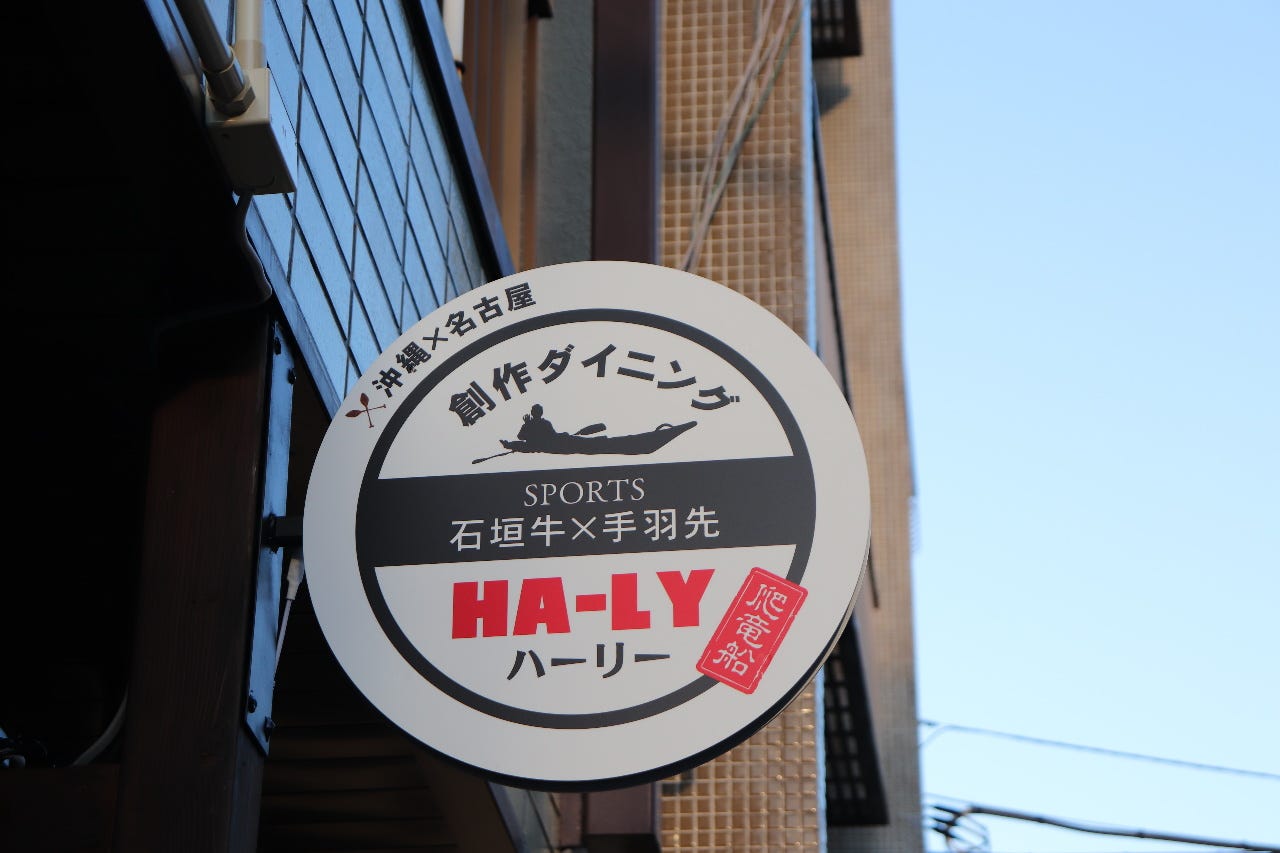 沖縄×名古屋
創作ダイニング
SPORTS
石垣牛×手羽先
HA-LY
ハーリー
爬竜船